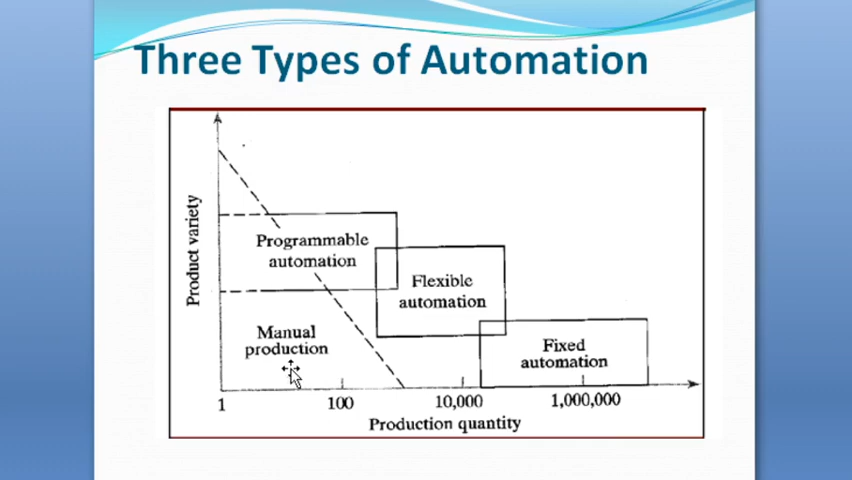 Three Types of Automation
Product variety
Programmable
automation
Flexible
automation
Manual
production
Fixed
automation
1
100
10,000
1,000,000
Production quantity